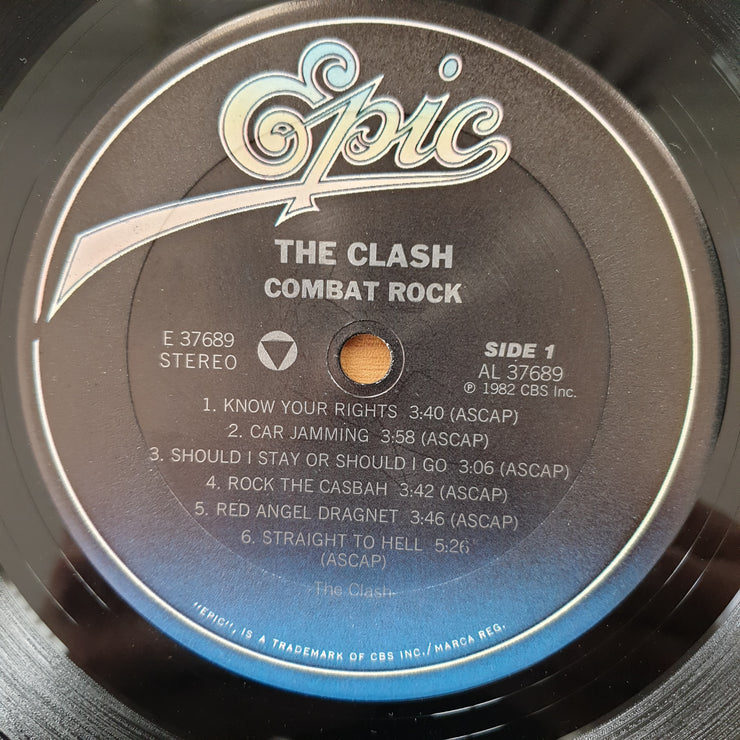 Epic
THE CLASH
COMBAT ROCK
E 37689
STEREO
SIDE 1
AL 37689
℗ 1982 CBS Inc.
1. KNOW YOUR RIGHTS 3:40 (ASCAP)
2. CAR JAMMING 3:58 (ASCAP)
3. SHOULD I STAY OR SHOULD I GO 3:06 (ASCAP)
4. ROCK THE CASBAH 3:42 (ASCAP)
5. RED ANGEL DRAGNET 3:46 (ASCAP)
6. STRAIGHT TO HELL 5:26
(ASCAP)
-The Clash-
"EPIC", IS A TRADEMARK OF CBS INC./MARCA REG.